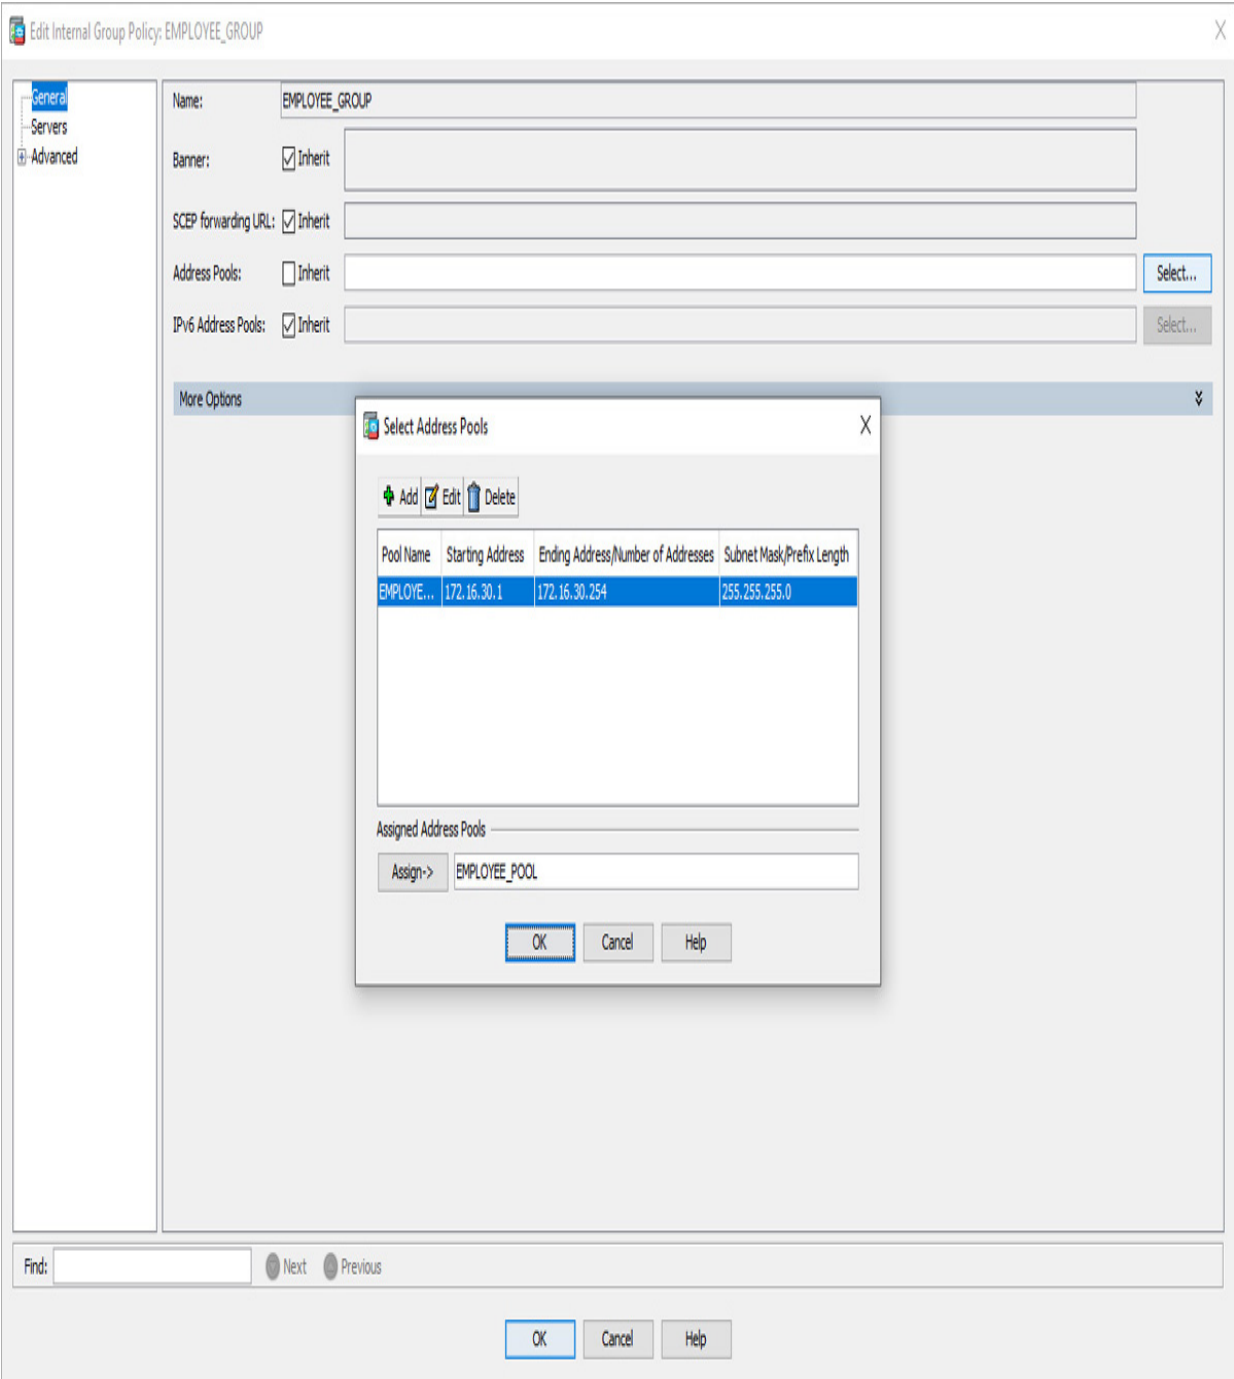 Edit Internal Group Policy: EMPLOYEE_GROUP
General
Servers
Advanced
Name: EMPLOYEE_GROUP
Banner: Inherit
SCEP forwarding URL: Inherit
Address Pools: Inherit Select...
IPv6 Address Pools: Inherit Select...
More Options
Select Address Pools
Add Edit Delete
Pool Name Starting Address Ending Address/Number of Addresses Subnet Mask/Prefix Length
EMPLOYE... 172.16.30.1 172.16.30.254 255.255.255.0
Assigned Address Pools
Assign-> EMPLOYEE_POOL
OK Cancel Help
Find: Next Previous
OK Cancel Help